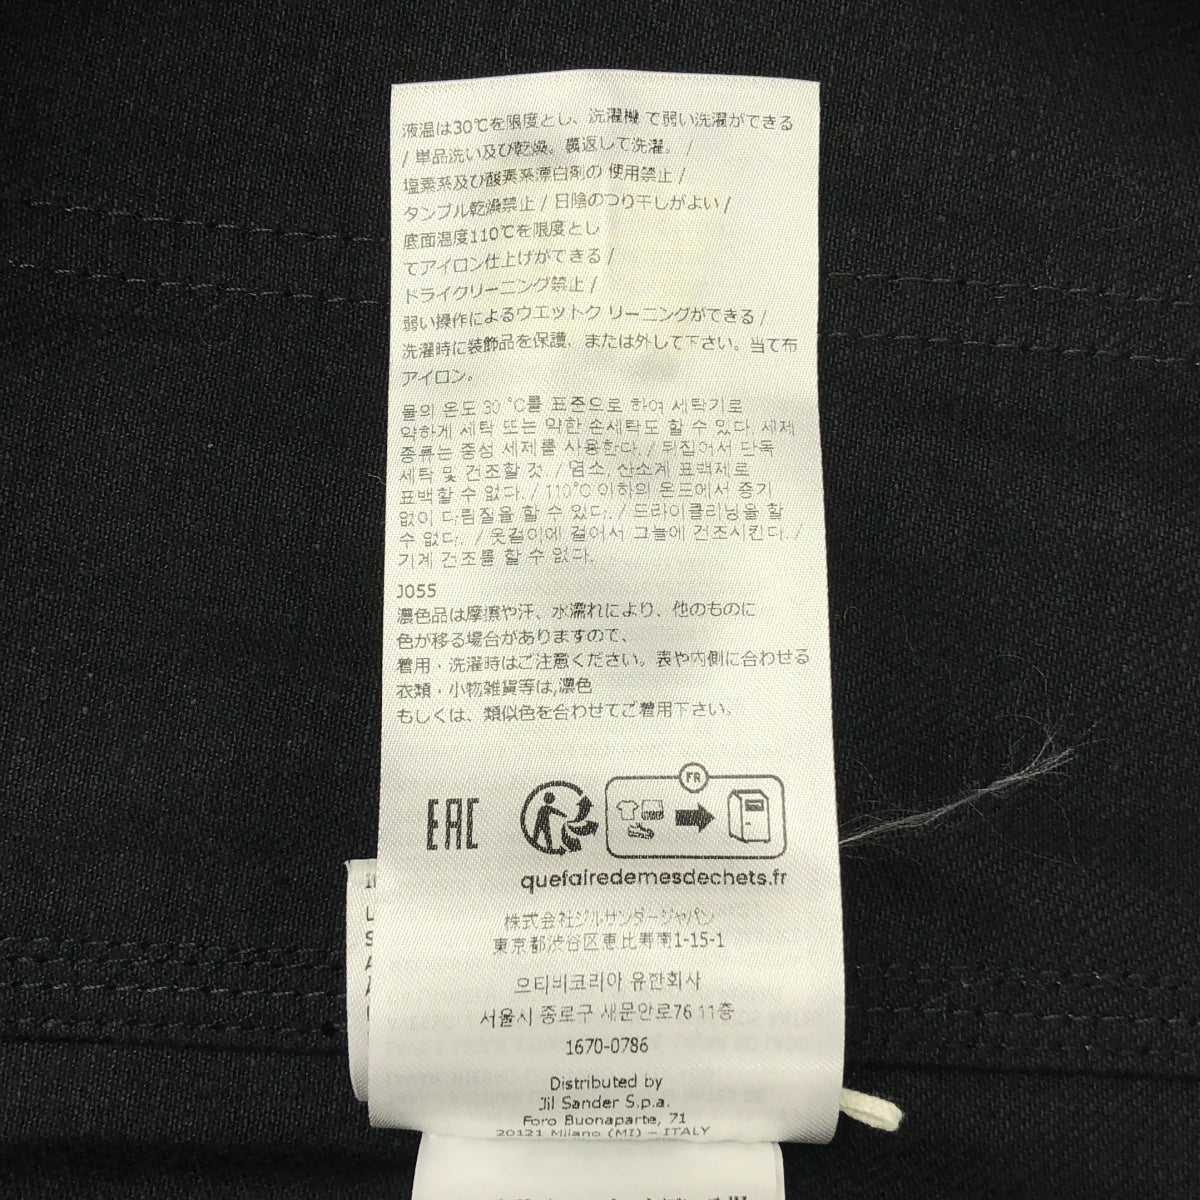 液温は30℃を限度とし、洗濯機 で弱い洗濯ができる
/ 単品洗い及び乾燥。裏返して洗濯。 /
塩素系及び酸素系漂白剤の 使用禁止 /
タンブル乾燥禁止 / 日陰のつり干しがよい /
底面温度110℃を限度とし
てアイロン仕上げができる /
ドライクリーニング禁止 /
弱い操作によるウエットク リーニングができる /
洗濯時に装飾品を保護、または外して下さい。当て布
アイロン。
물의 온도 30 ℃를 표준으로 하여 세탁기로
약하게 세탁 또는 약한 손세탁도 할 수 있다. 세제
종류는 중성 세제를 사용한다. / 뒤집어서 단독
세탁 및 건조할 것. / 염소, 산소계 표백제로
표백할 수 없다. / 110℃ 이하의 온도에서 증기
없이 다림질을 할 수 있다. / 드라이클리닝을 할
수 없다. / 옷걸이에 걸어서 그늘에 건조시킨다. /
기계 건조를 할 수 없다.
J055
濃色品は摩擦や汗、水濡れにより、他のものに
色が移る場合がありますので、
着用・洗濯時はご注意ください。表や内側に合わせる
衣類・小物雑貨等は,濃色
もしくは、類似色を合わせてご着用下さい。
EAC
FR
quefairedemesdechets.fr
株式会社ジルサンダージャパン
東京都渋谷区恵比寿南1-15-1
오티비코리아 유한회사
서울시 종로구 새문안로76 11층
1670-0786
Distributed by
Jil Sander S.p.a.
Foro Buonaparte, 71
20121 Milano (MI) – ITALY